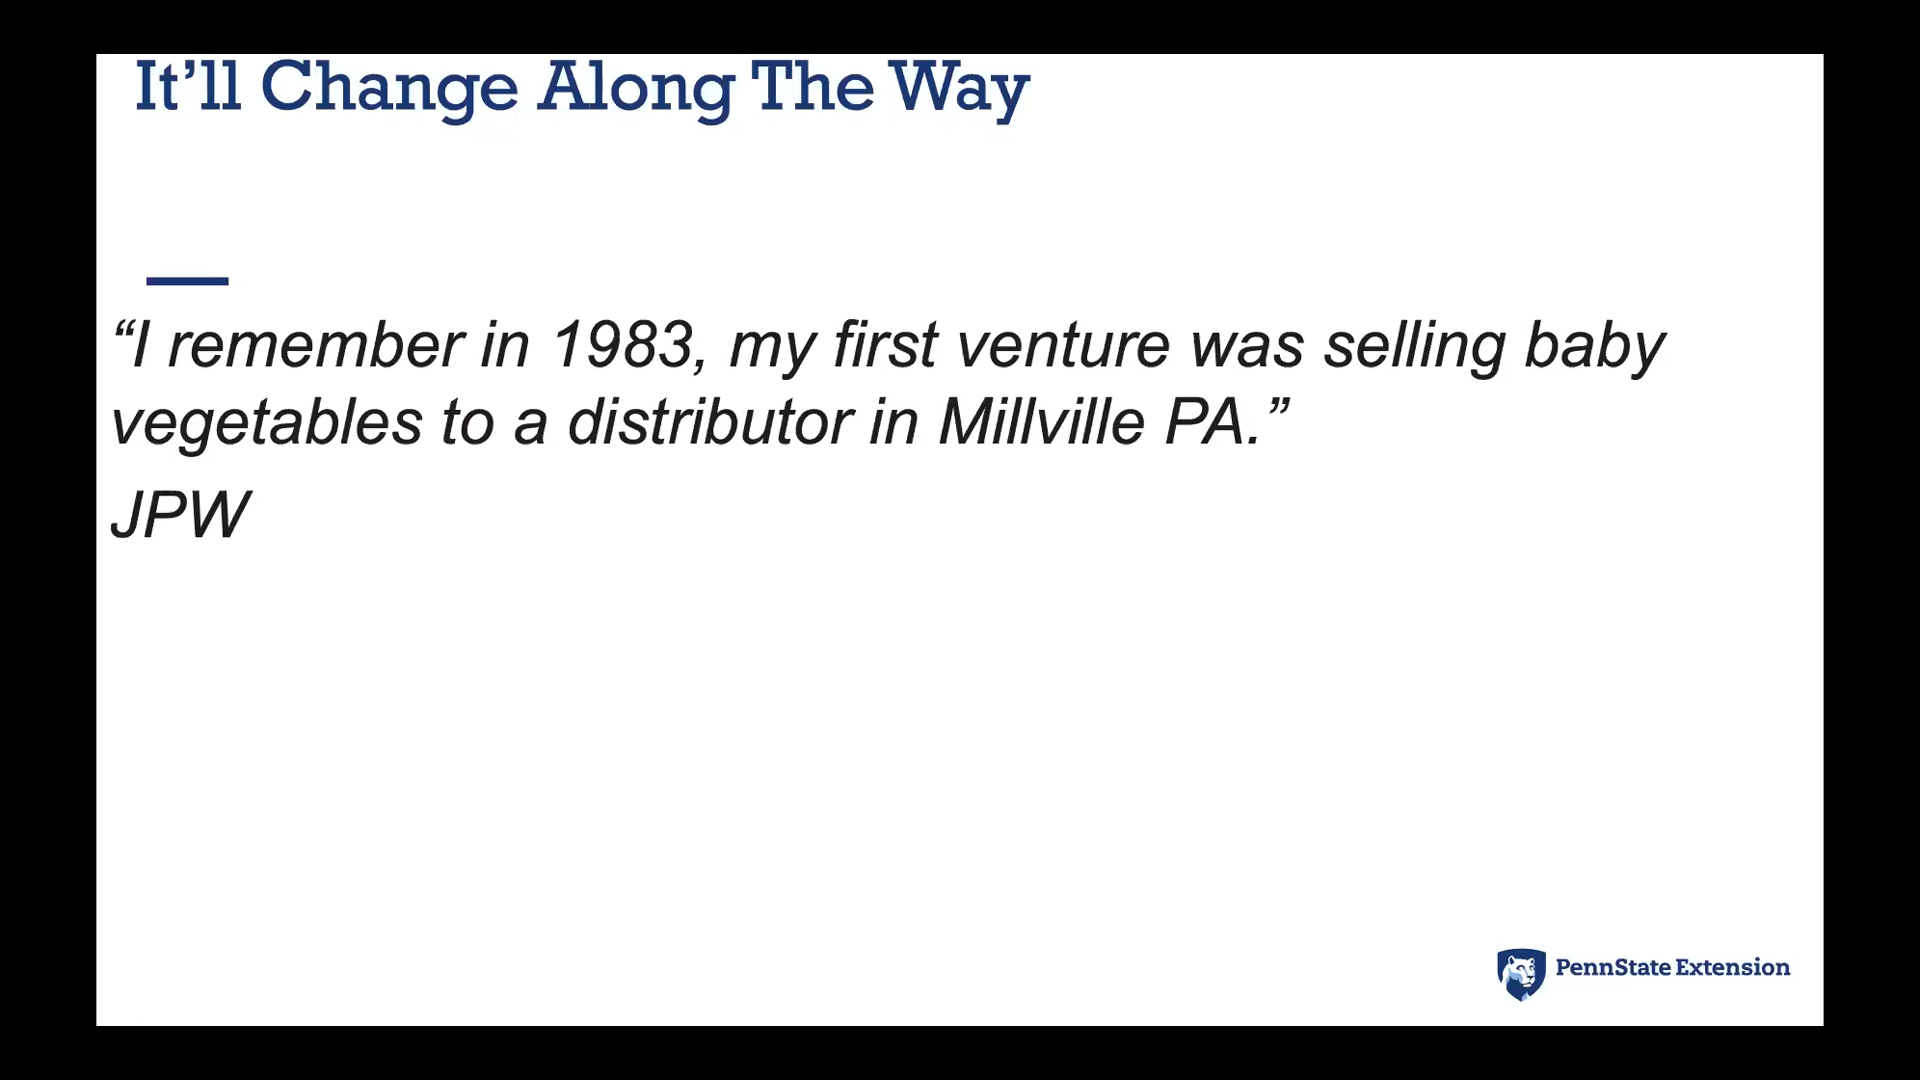 It’ll Change Along The Way
“I remember in 1983, my first venture was selling baby
vegetables to a distributor in Millville PA.”
JPW
PennState Extension